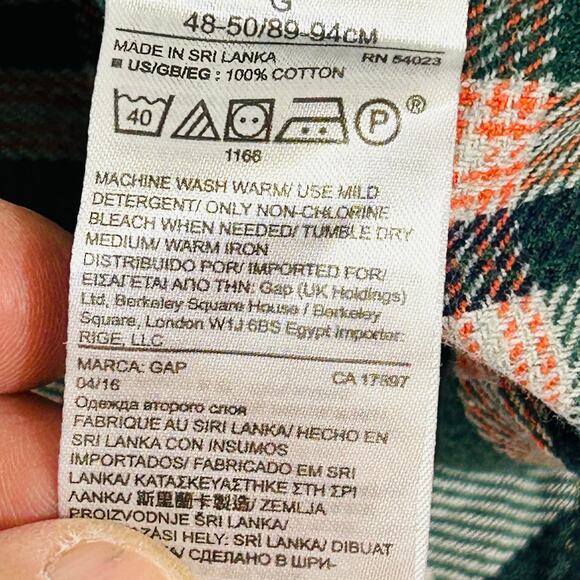 G
48-50/89-94CM
MADE IN SRI LANKA RN 54023
US/GB/EG : 100% COTTON
40 P ®
1166
MACHINE WASH WARM/ USE MILD
DETERGENT/ ONLY NON-CHLORINE
BLEACH WHEN NEEDED/ TUMBLE DRY
MEDIUM/ WARM IRON
DISTRIBUIDO POR/ IMPORTED FOR/
ΕΙΣΑΓΕΤΑΙ ΑΠΟ ΤΗΝ: Gap (UK Holdings)
Ltd, Berkeley Square House / Berkeley
Square, London W1J 6BS Egypt Importer:
RIGE, LLC
MARCA: GAP CA 17897
04/16
Одежда второго слоя
FABRIQUE AU SRI LANKA/ HECHO EN
SRI LANKA CON INSUMOS
IMPORTADOS/ FABRICADO EM SRI
LANKA/ ΚΑΤΑΣΚΕΥΑΣΤΗΚΕ ΣΤΗ ΣΡΙ
ΛΑΝΚΑ/ 斯里蘭卡製造/ ZEMLJA
PROIZVODNJE ŠRI LANKA/
HELY: SRÍ LANKA/ DIBUAT
СДЕЛАНО В ШРИ-